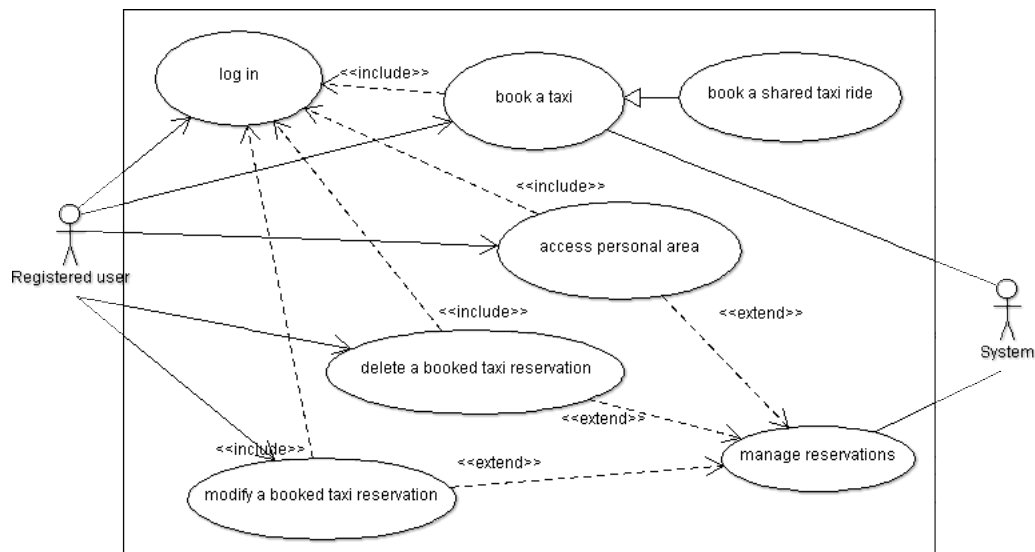 log in
<<include>>
book a taxi
book a shared taxi ride
<<include>>
access personal area
Registered user
<<include>>
<<extend>>
System
delete a booked taxi reservation
<<extend>>
<<include>>
<<extend>>
manage reservations
modify a booked taxi reservation